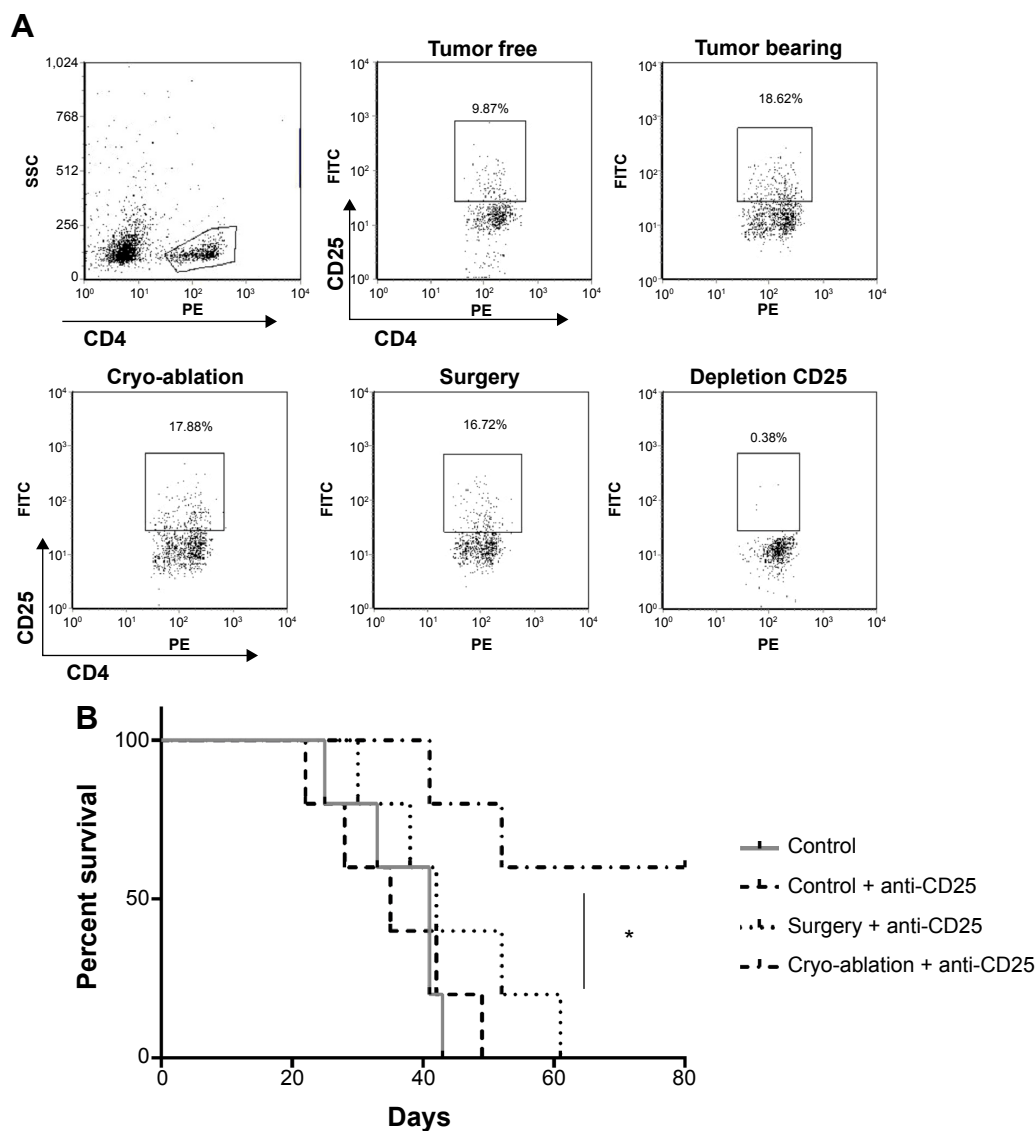 A
1,024
768
512
256
0
SSC
10⁰ 10¹ 10² 10³ 10⁴
PE
CD4
Tumor free
9.87%
10⁴
10³
10²
10¹
10⁰
FITC
CD25
10⁰ 10¹ 10² 10³ 10⁴
PE
CD4
Tumor bearing
18.62%
10⁴
10³
10²
10¹
10⁰
FITC
10⁰ 10¹ 10² 10³ 10⁴
PE
Cryo-ablation
17.88%
10⁴
10³
10²
10¹
10⁰
FITC
CD25
10⁰ 10¹ 10² 10³ 10⁴
PE
CD4
Surgery
16.72%
10⁴
10³
10²
10¹
10⁰
FITC
10⁰ 10¹ 10² 10³ 10⁴
PE
Depletion CD25
0.38%
10⁴
10³
10²
10¹
10⁰
FITC
10⁰ 10¹ 10² 10³ 10⁴
PE
B
100
50
0
Percent survival
0 20 40 60 80
Days
*
Control
Control + anti-CD25
Surgery + anti-CD25
Cryo-ablation + anti-CD25